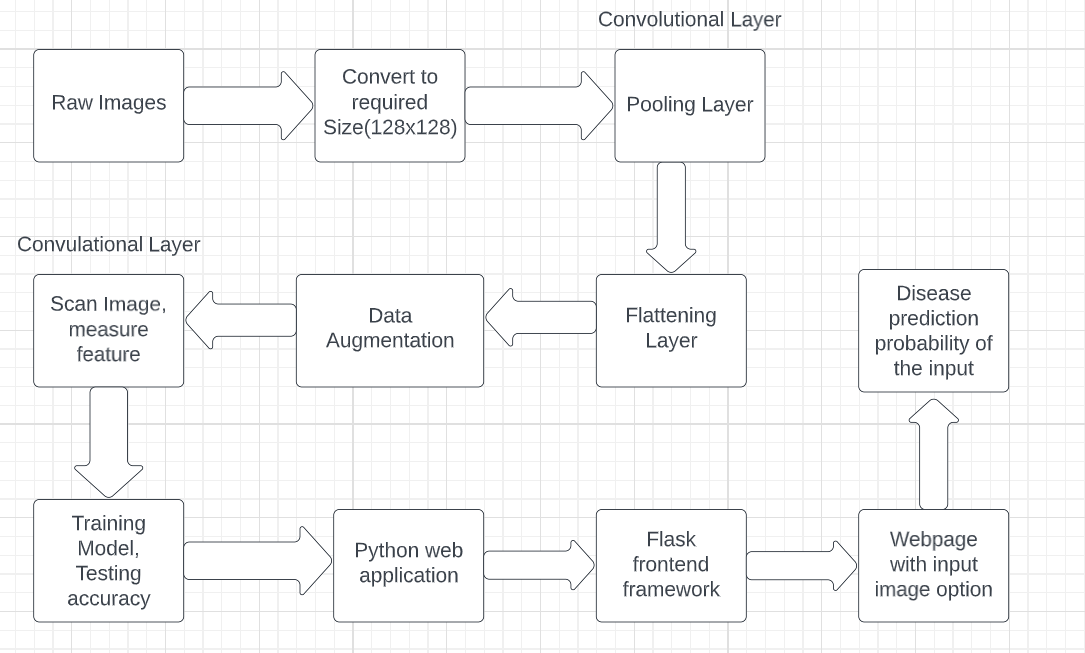 Convolutional Layer
Raw Images
Convert to
required
Size(128x128)
Pooling Layer
Convulational Layer
Scan Image,
measure
feature
Data
Augmentation
Flattening
Layer
Disease
prediction
probability of
the input
Training
Model,
Testing
accuracy
Python web
application
Flask
frontend
framework
Webpage
with input
image option